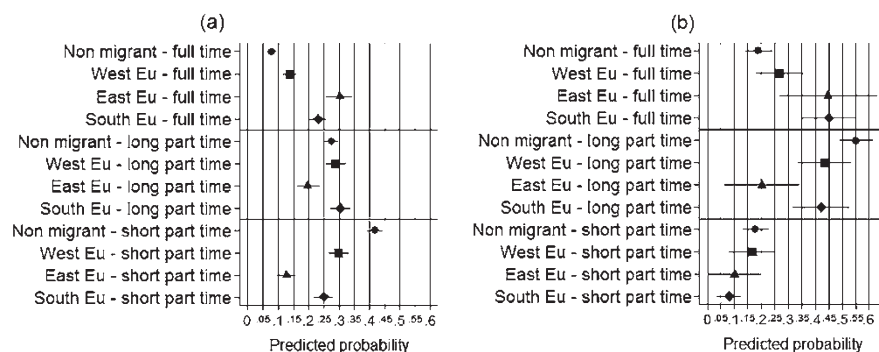 (a)
Non migrant - full time
West Eu - full time
East Eu - full time
South Eu - full time
Non migrant - long part time
West Eu - long part time
East Eu - long part time
South Eu - long part time
Non migrant - short part time
West Eu - short part time
East Eu - short part time
South Eu - short part time
0 .05 .1 .15 .2 .25 .3 .35 .4 .45 .5 .55 .6
Predicted probability
(b)
Non migrant - full time
West Eu - full time
East Eu - full time
South Eu - full time
Non migrant - long part time
West Eu - long part time
East Eu - long part time
South Eu - long part time
Non migrant - short part time
West Eu - short part time
East Eu - short part time
South Eu - short part time
0 .05 .1 .15 .2 .25 .3 .35 .4 .45 .5 .55 .6
Predicted probability